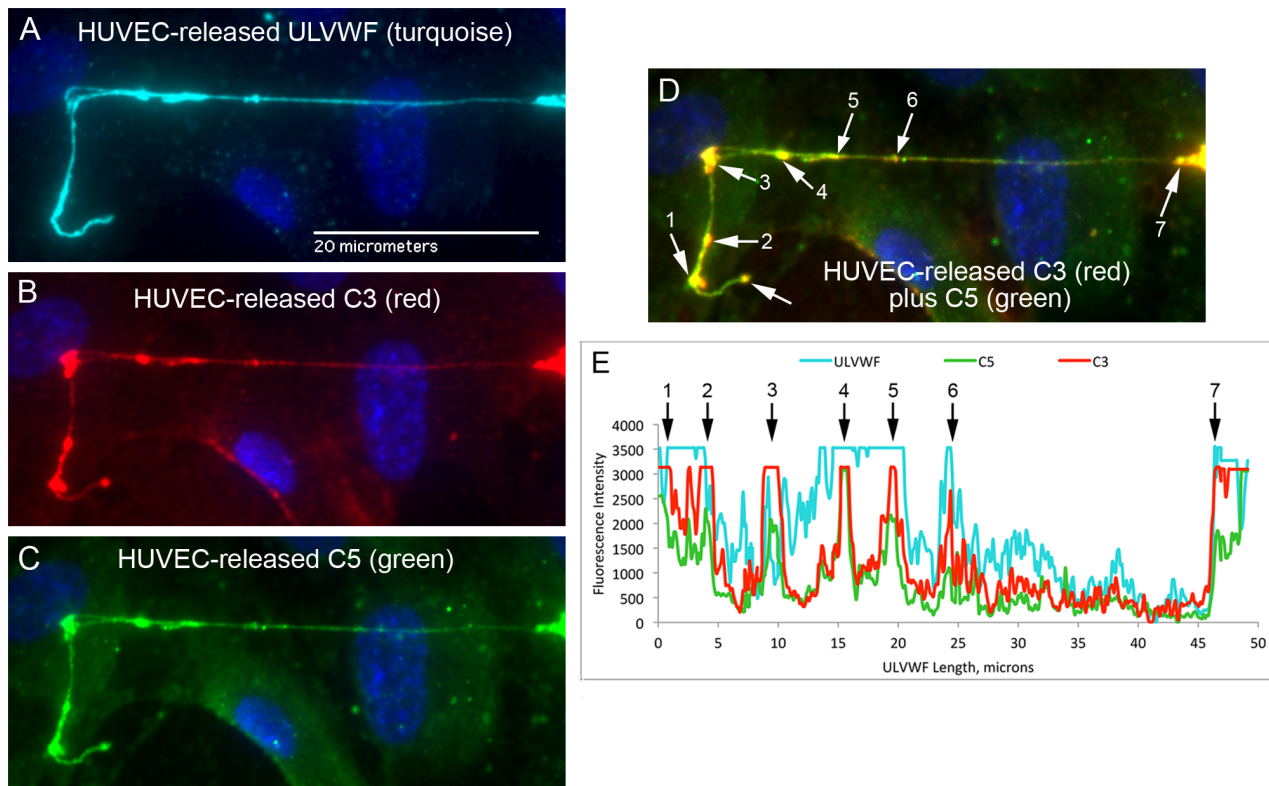 A
HUVEC-released ULVWF (turquoise)
20 micrometers
B
HUVEC-released C3 (red)
C
HUVEC-released C5 (green)
D
5
6
3
4
1
2
7
HUVEC-released C3 (red)
plus C5 (green)
E
ULVWF
C5
C3
1
2
3
4
5
6
7
4000
3500
3000
2500
2000
1500
1000
500
0
Fluorescence Intensity
0
5
10
15
20
25
30
35
40
45
50
ULVWF Length, microns